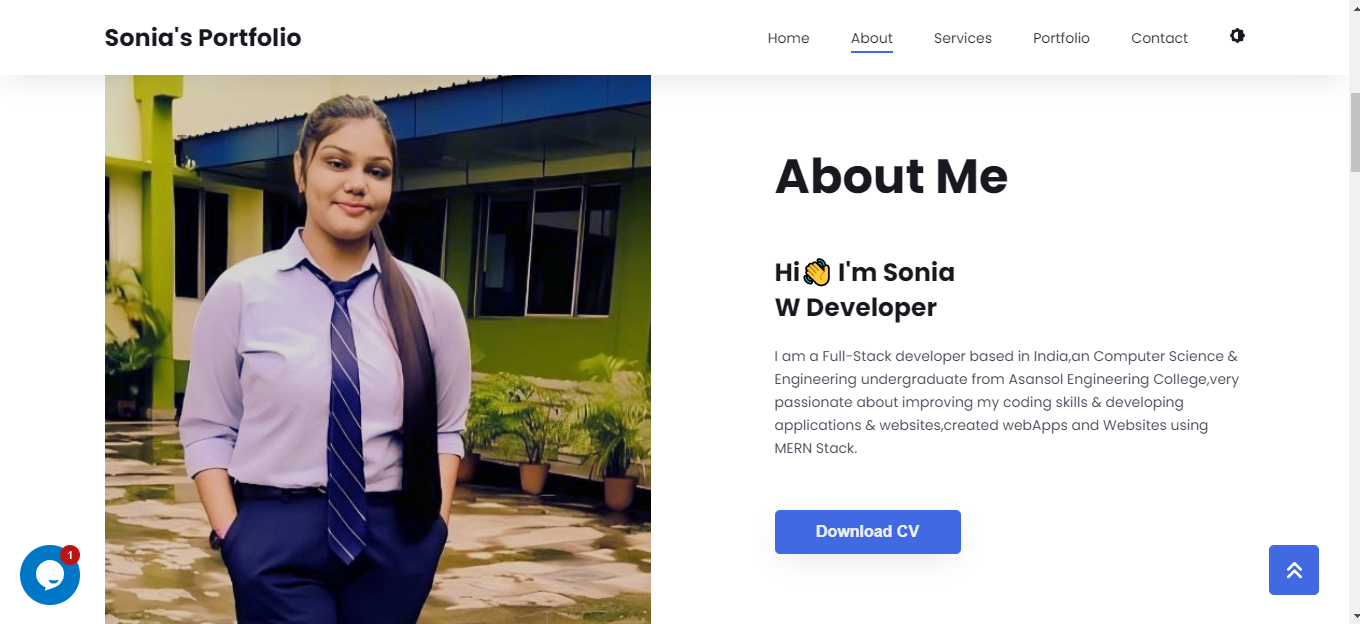 Sonia's Portfolio
Home
About
Services
Portfolio
Contact
About Me
Hi👋 I'm Sonia
W Developer
I am a Full-Stack developer based in India,an Computer Science &
Engineering undergraduate from Asansol Engineering College,very
passionate about improving my coding skills & developing
applications & websites,created webApps and Websites using
MERN Stack.
Download CV
1